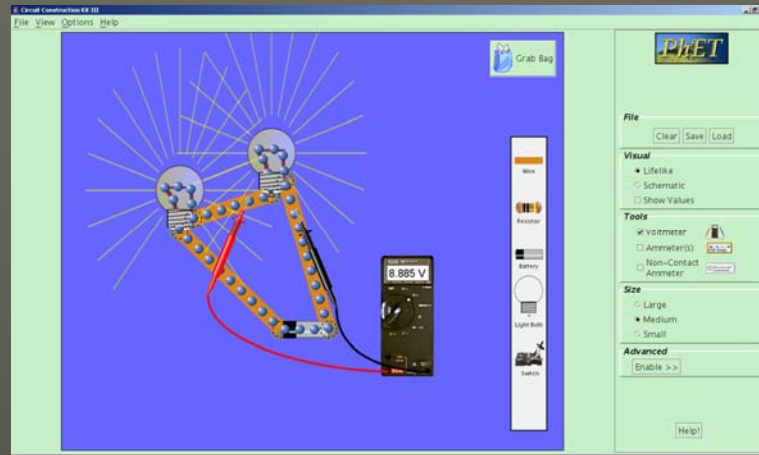 Circuit Construction Kit III
File View Options Help
Grab Bag
PhET
File
Clear Save Load
Visual
Lifelike
Schematic
Show Values
Tools
Voltmeter
Ammeter(s)
Non-Contact
Ammeter
Size
Large
Medium
Small
Advanced
Enable >>
Help!
Wire
Resistor
Battery
Light Bulb
Switch
8.885 V